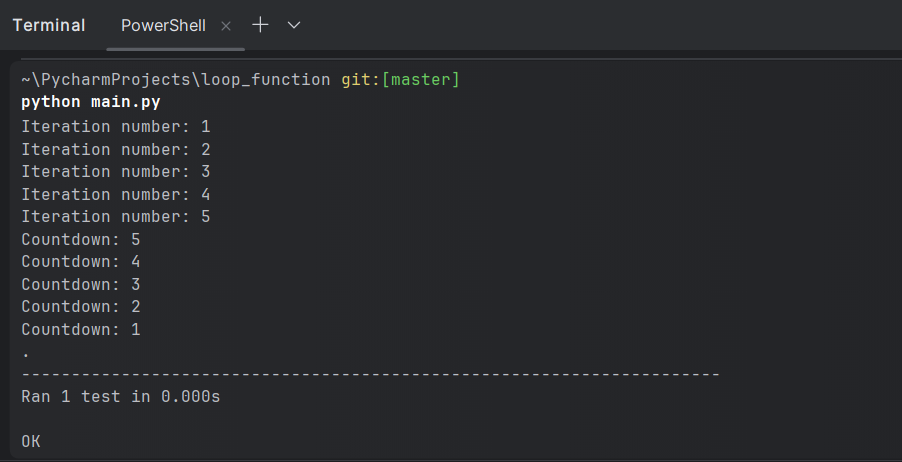 Terminal PowerShell
~\PycharmProjects\loop_function git:[master]
python main.py
Iteration number: 1
Iteration number: 2
Iteration number: 3
Iteration number: 4
Iteration number: 5
Countdown: 5
Countdown: 4
Countdown: 3
Countdown: 2
Countdown: 1
.
----------------------------------------------------------------------
Ran 1 test in 0.000s
OK